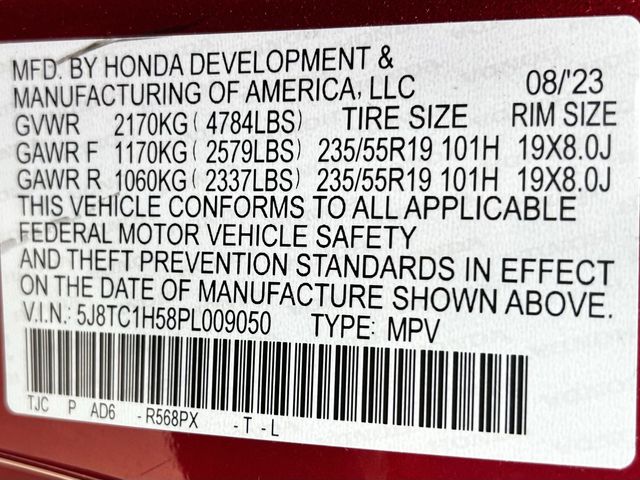 MFD. BY HONDA DEVELOPMENT &
MANUFACTURING OF AMERICA, LLC 08/'23
GVWR 2170KG ( 4784LBS) TIRE SIZE RIM SIZE
GAWR F 1170KG ( 2579LBS) 235/55R19 101H 19X8.0J
GAWR R 1060KG ( 2337LBS) 235/55R19 101H 19X8.0J
THIS VEHICLE CONFORMS TO ALL APPLICABLE
FEDERAL MOTOR VEHICLE SAFETY
AND THEFT PREVENTION STANDARDS IN EFFECT
ON THE DATE OF MANUFACTURE SHOWN ABOVE.
V.I.N.: 5J8TC1H58PL009050 TYPE: MPV
TJC P AD6 - R568PX - T - L